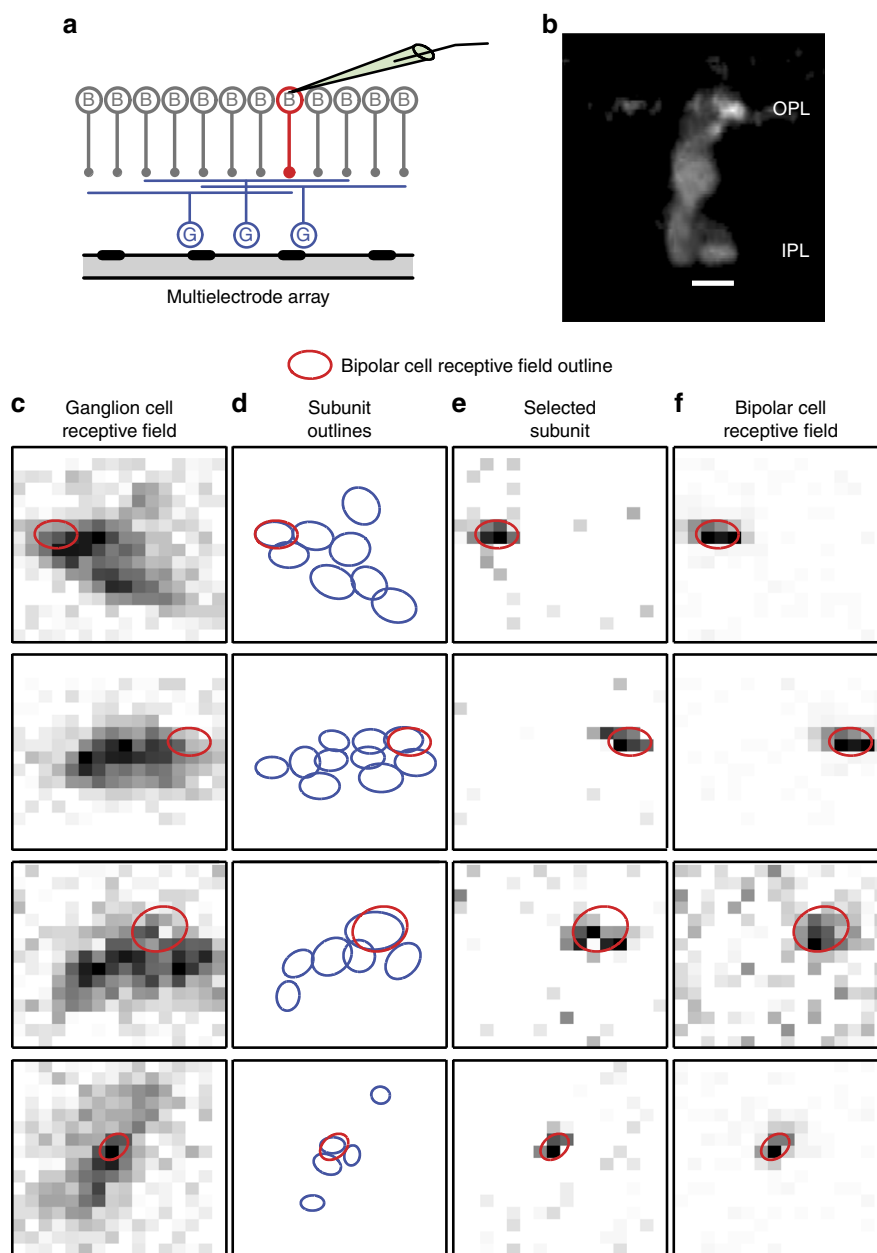 a
B B B B B B B B B B B B
G G G
Multielectrode array
b
OPL
IPL
Bipolar cell receptive field outline
c Ganglion cell
receptive field
d Subunit
outlines
e Selected
subunit
f Bipolar cell
receptive field